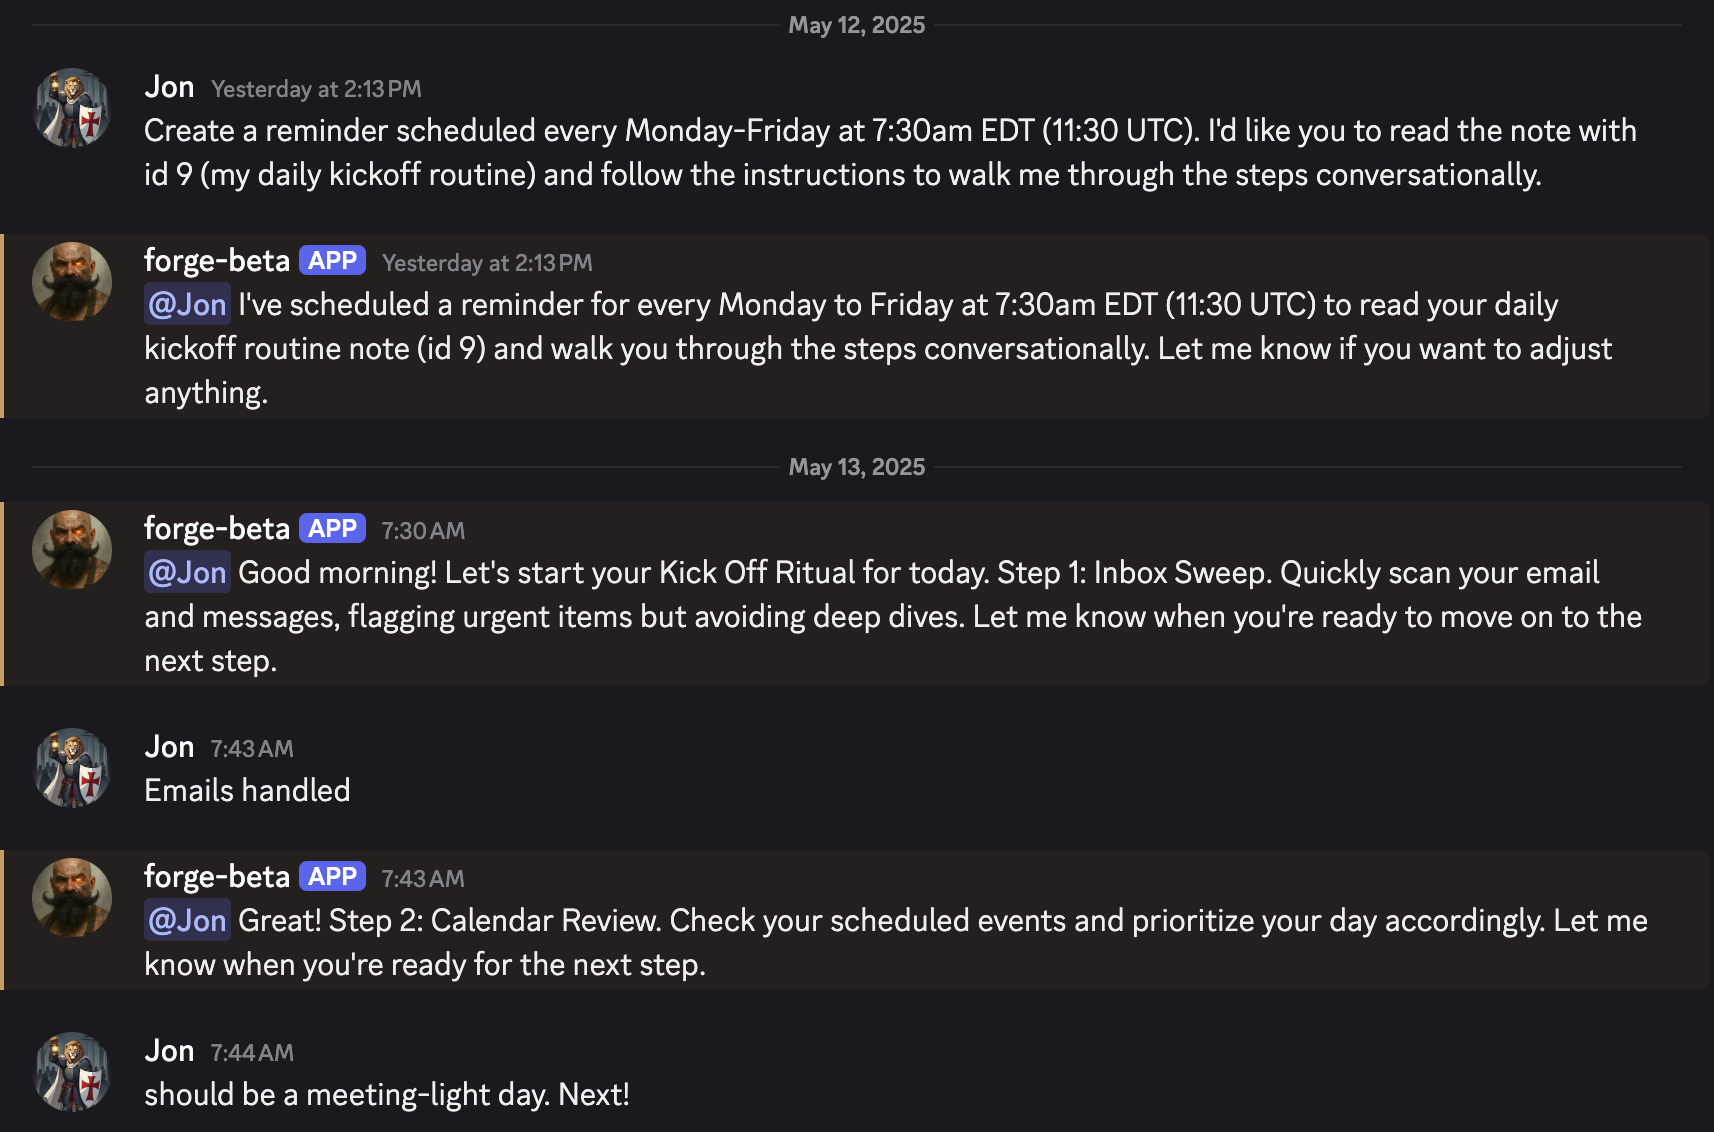 May 12, 2025
Jon Yesterday at 2:13 PM
Create a reminder scheduled every Monday-Friday at 7:30am EDT (11:30 UTC). I'd like you to read the note with
id 9 (my daily kickoff routine) and follow the instructions to walk me through the steps conversationally.
forge-beta APP Yesterday at 2:13 PM
@Jon I've scheduled a reminder for every Monday to Friday at 7:30am EDT (11:30 UTC) to read your daily
kickoff routine note (id 9) and walk you through the steps conversationally. Let me know if you want to adjust
anything.
May 13, 2025
forge-beta APP 7:30 AM
@Jon Good morning! Let's start your Kick Off Ritual for today. Step 1: Inbox Sweep. Quickly scan your email
and messages, flagging urgent items but avoiding deep dives. Let me know when you're ready to move on to the
next step.
Jon 7:43 AM
Emails handled
forge-beta APP 7:43 AM
@Jon Great! Step 2: Calendar Review. Check your scheduled events and prioritize your day accordingly. Let me
know when you're ready for the next step.
Jon 7:44 AM
should be a meeting-light day. Next!